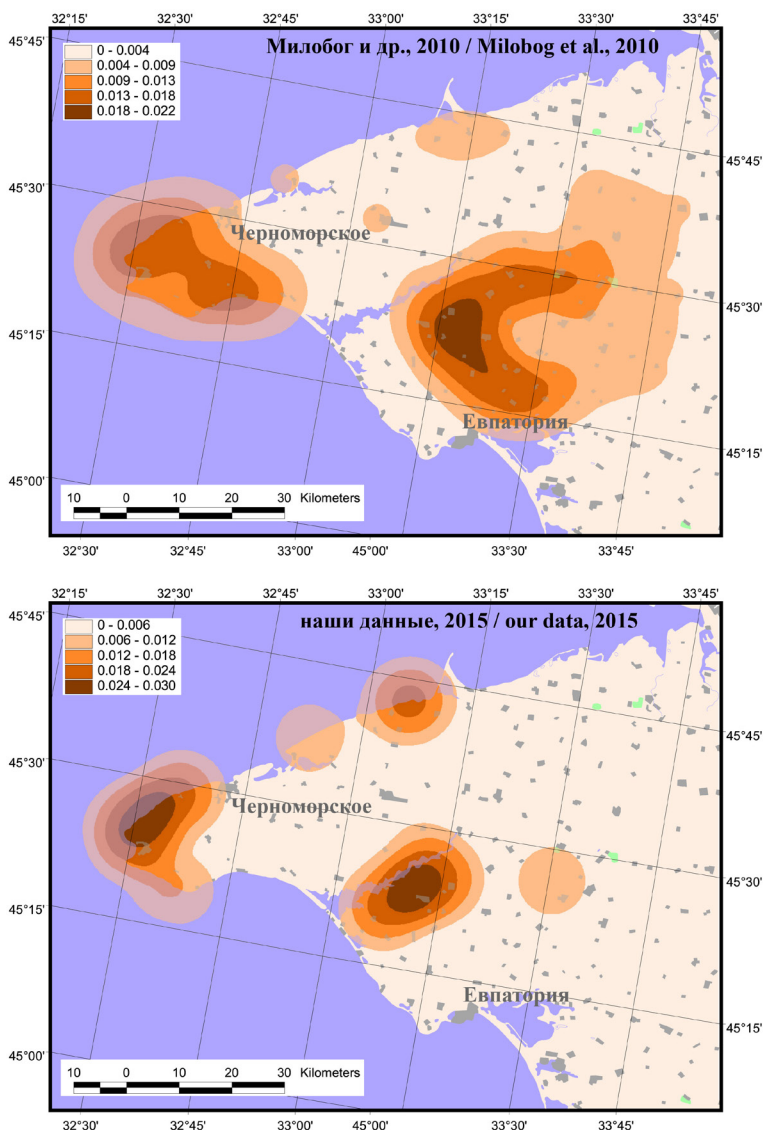 32°15' 32°30' 32°45' 33°00' 33°15' 33°30' 33°45'
Милобог и др., 2010 / Milobog et al., 2010
0 - 0.004
0.004 - 0.009
0.009 - 0.013
0.013 - 0.018
0.018 - 0.022
45°45'
45°45'
45°30'
Черноморское
45°30'
45°15'
Евпатория
45°15'
45°00'
10 0 10 20 30 Kilometers
32°30' 32°45' 33°00' 45°00' 33°30' 33°45'
32°15' 32°30' 32°45' 33°00' 33°15' 33°30' 33°45'
наши данные, 2015 / our data, 2015
0 - 0.006
0.006 - 0.012
0.012 - 0.018
0.018 - 0.024
0.024 - 0.030
45°45'
45°45'
45°30'
Черноморское
45°30'
45°15'
Евпатория
45°15'
45°00'
10 0 10 20 30 Kilometers
32°30' 32°45' 33°00' 45°00' 33°30' 33°45'